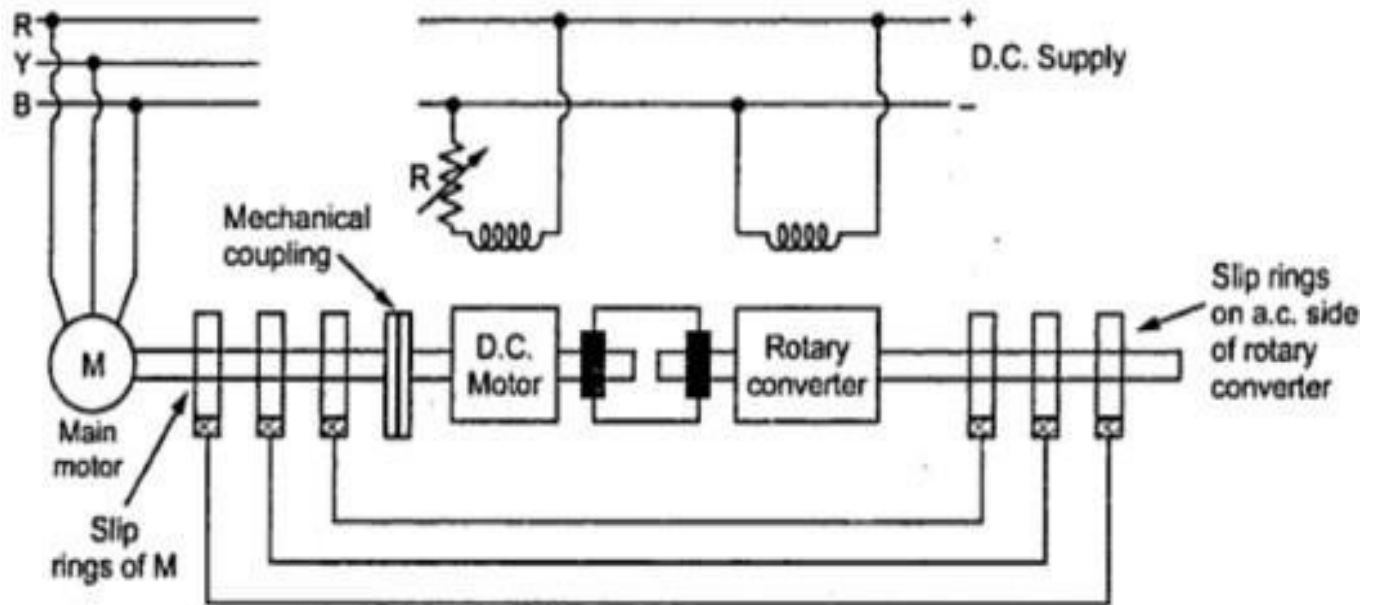 R
Y
B
+
D.C. Supply
–
R
Mechanical
coupling
Slip rings
on a.c. side
of rotary
converter
M
D.C.
Motor
Rotary
converter
Main
motor
Slip
rings of M